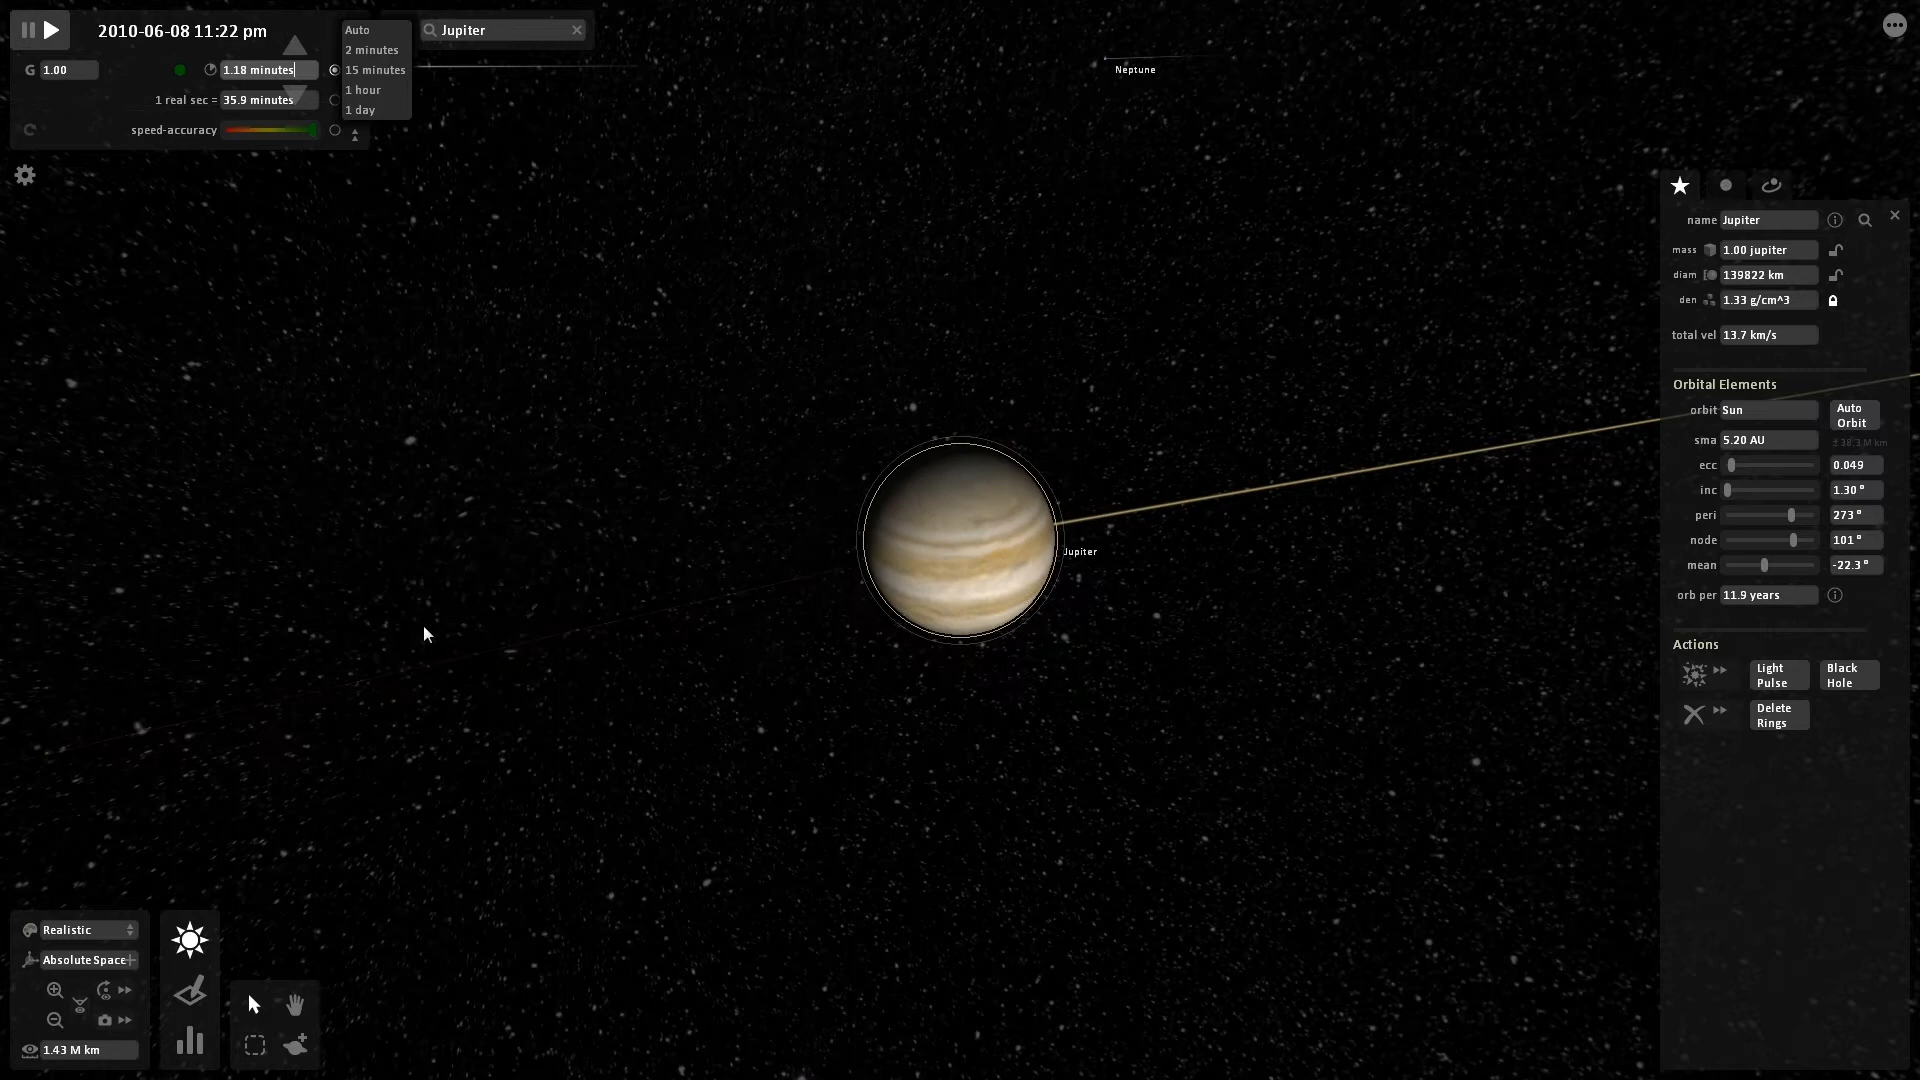 2010-06-08 11:22 pm
Jupiter
Auto
2 minutes
15 minutes
1 hour
1 day
G 1.00
1.18 minutes
1 real sec = 35.9 minutes
speed-accuracy
Neptune
Jupiter
name Jupiter
mass 1.00 jupiter
diam 139822 km
den 1.33 g/cm^3
total vel 13.7 km/s
Orbital Elements
orbit Sun
Auto
Orbit
sma 5.20 AU
± 38.3 M km
ecc 0.049
inc 1.30 °
peri 273 °
node 101 °
mean -22.3 °
orb per 11.9 years
Actions
Light
Pulse
Black
Hole
Delete
Rings
Realistic
Absolute Space
1.43 M km